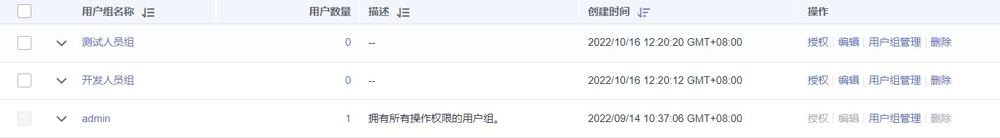 用户组名称 用户数量 描述 创建时间 操作
测试人员组 0 -- 2022/10/16 12:20:20 GMT+08:00 授权 编辑 用户组管理 删除
开发人员组 0 -- 2022/10/16 12:20:12 GMT+08:00 授权 编辑 用户组管理 删除
admin 1 拥有所有操作权限的用户组。 2022/09/14 10:37:06 GMT+08:00 授权 编辑 用户组管理 删除